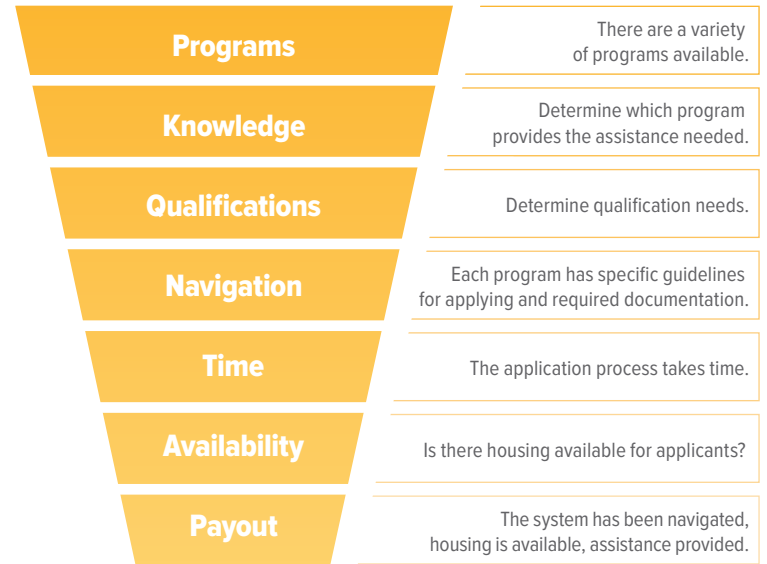 Programs
There are a variety
of programs available.
Knowledge
Determine which program
provides the assistance needed.
Qualifications
Determine qualification needs.
Navigation
Each program has specific guidelines
for applying and required documentation.
Time
The application process takes time.
Availability
Is there housing available for applicants?
Payout
The system has been navigated,
housing is available, assistance provided.